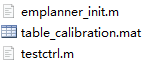 emplanner_init.m
table_calibration.mat
testctrl.m